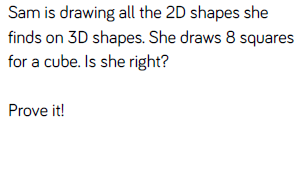 Sam is drawing all the 2D shapes she
finds on 3D shapes. She draws 8 squares
for a cube. Is she right?
Prove it!